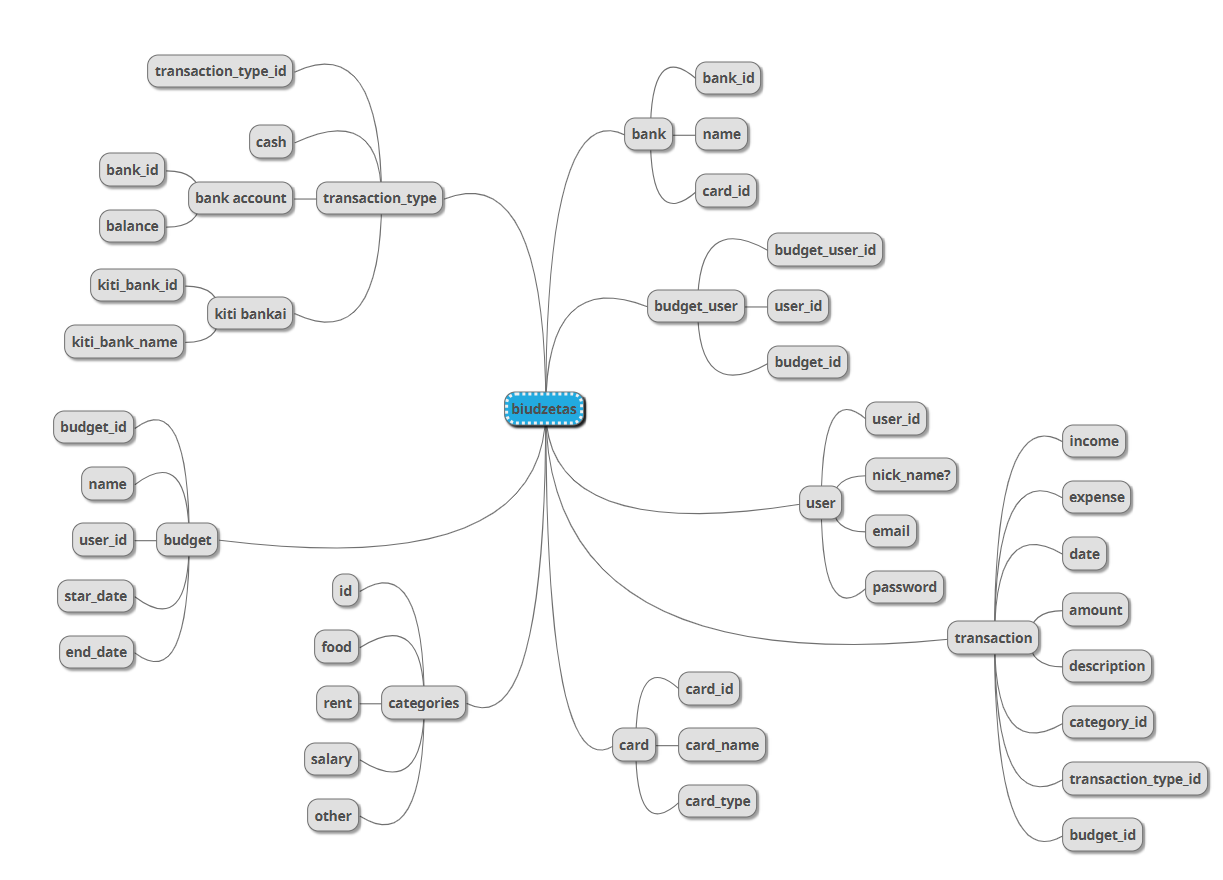 transaction_type_id
cash
bank_id
bank account
transaction_type
balance
kiti_bank_id
kiti bankai
kiti_bank_name
bank_id
bank
name
card_id
budget_user_id
budget_user
user_id
budget_id
biudzetas
budget_id
name
user_id
budget
star_date
end_date
user_id
nick_name?
user
email
password
income
expense
date
amount
transaction
description
category_id
transaction_type_id
budget_id
id
food
rent
categories
salary
other
card_id
card
card_name
card_type